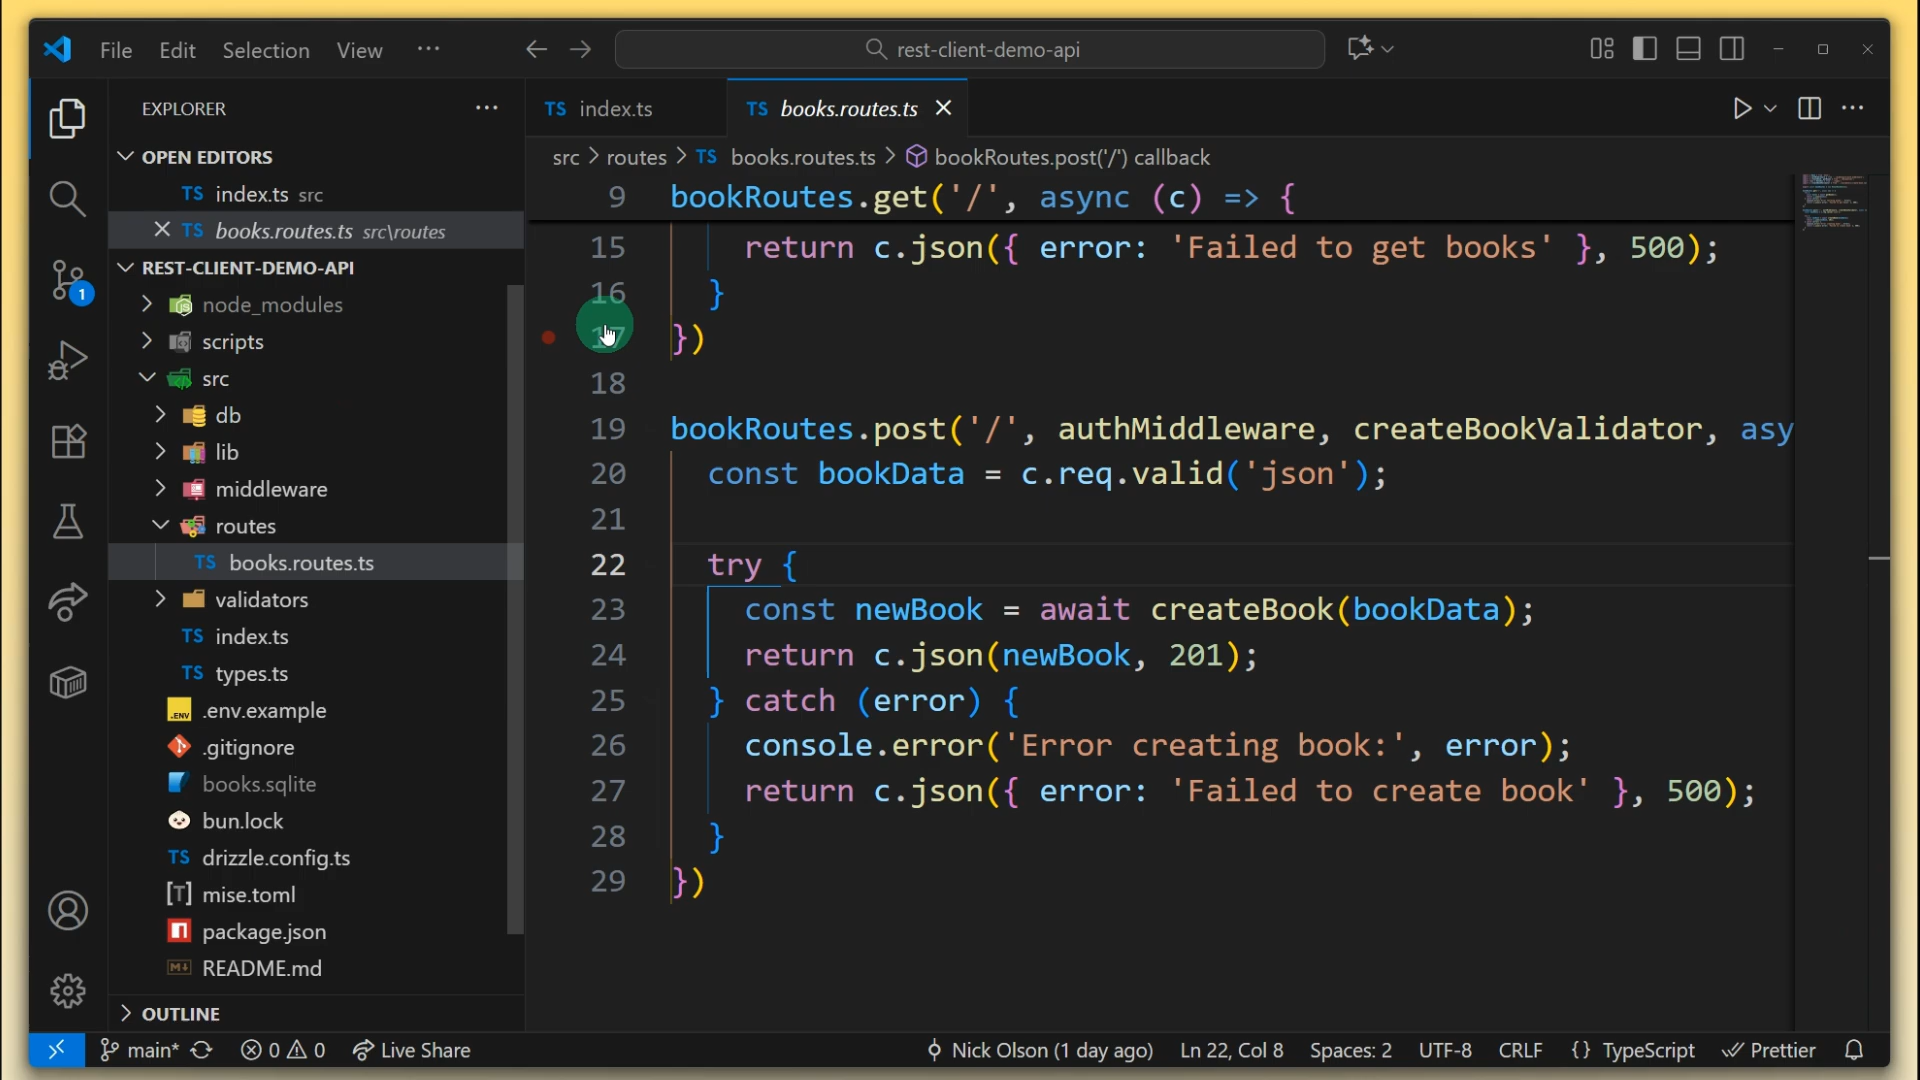 File Edit Selection View ···
rest-client-demo-api
EXPLORER ···
OPEN EDITORS
TS index.ts src
TS books.routes.ts src\routes
REST-CLIENT-DEMO-API
node_modules
scripts
src
db
lib
middleware
routes
TS books.routes.ts
validators
TS index.ts
TS types.ts
.ENV .env.example
.gitignore
books.sqlite
bun.lock
TS drizzle.config.ts
[T] mise.toml
package.json
README.md
OUTLINE
1
TS index.ts TS books.routes.ts
src > routes > TS books.routes.ts > bookRoutes.post('/') callback
9 bookRoutes.get('/', async (c) => {
15 return c.json({ error: 'Failed to get books' }, 500);
16 }
17 })
18
19 bookRoutes.post('/', authMiddleware, createBookValidator, asy
20 const bookData = c.req.valid('json');
21
22 try {
23 const newBook = await createBook(bookData);
24 return c.json(newBook, 201);
25 } catch (error) {
26 console.error('Error creating book:', error);
27 return c.json({ error: 'Failed to create book' }, 500);
28 }
29 })
main* 0 0 Live Share Nick Olson (1 day ago) Ln 22, Col 8 Spaces: 2 UTF-8 CRLF {} TypeScript Prettier